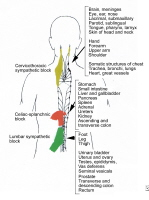 Brain, meninges
Eye, ear, nose
Lacrimal, submaxillary
Parotid, sublingual
Tongue, pharynx, larynx
Skin of head and neck
Hand
Forearm
Upper arm
Shoulder
Cervicothoracic
sympathetic block
Somatic structures of chest
Trachea, bronchi, lungs
Heart, great vessels
Stomach
Small intestine
Liver and gallbladder
Pancreas
Spleen
Adrenal
Ureters
Kidney
Ascending and
transverse colon
Celiac-splanchnic
block
Lumbar sympathetic
block
Foot
Leg
Thigh
Urinary bladder
Uterus and ovary
Testes, epididymis,
Vas deferens
Seminal vesicals
Prostate
Transverse and
descending colon
Rectum